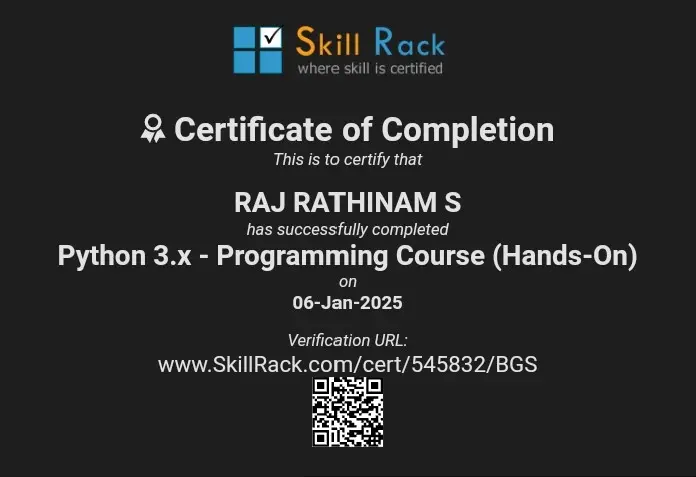 Skill Rack
where skill is certified
Certificate of Completion
This is to certify that
RAJ RATHINAM S
has successfully completed
Python 3.x - Programming Course (Hands-On)
on
06-Jan-2025
Verification URL:
www.SkillRack.com/cert/545832/BGS